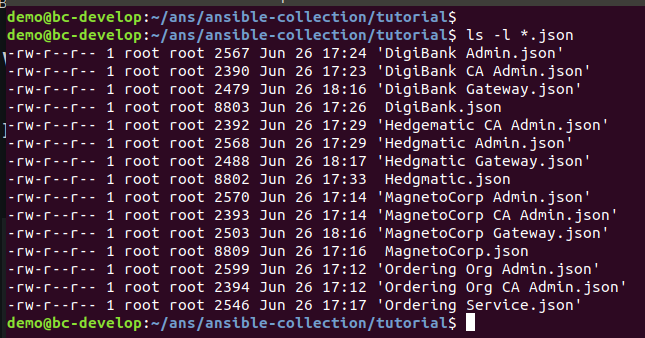 demo@bc-develop:~/ans/ansible-collection/tutorial$
demo@bc-develop:~/ans/ansible-collection/tutorial$ ls -l *.json
-rw-r--r-- 1 root root 2567 Jun 26 17:24 'DigiBank Admin.json'
-rw-r--r-- 1 root root 2390 Jun 26 17:23 'DigiBank CA Admin.json'
-rw-r--r-- 1 root root 2479 Jun 26 18:16 'DigiBank Gateway.json'
-rw-r--r-- 1 root root 8803 Jun 26 17:26  DigiBank.json
-rw-r--r-- 1 root root 2392 Jun 26 17:29 'Hedgematic CA Admin.json'
-rw-r--r-- 1 root root 2568 Jun 26 17:29 'Hedgmatic Admin.json'
-rw-r--r-- 1 root root 2488 Jun 26 18:17 'Hedgmatic Gateway.json'
-rw-r--r-- 1 root root 8802 Jun 26 17:33  Hedgmatic.json
-rw-r--r-- 1 root root 2570 Jun 26 17:14 'MagnetoCorp Admin.json'
-rw-r--r-- 1 root root 2393 Jun 26 17:14 'MagnetoCorp CA Admin.json'
-rw-r--r-- 1 root root 2503 Jun 26 18:16 'MagnetoCorp Gateway.json'
-rw-r--r-- 1 root root 8809 Jun 26 17:16  MagnetoCorp.json
-rw-r--r-- 1 root root 2599 Jun 26 17:12 'Ordering Org Admin.json'
-rw-r--r-- 1 root root 2394 Jun 26 17:12 'Ordering Org CA Admin.json'
-rw-r--r-- 1 root root 2546 Jun 26 17:17 'Ordering Service.json'
demo@bc-develop:~/ans/ansible-collection/tutorial$